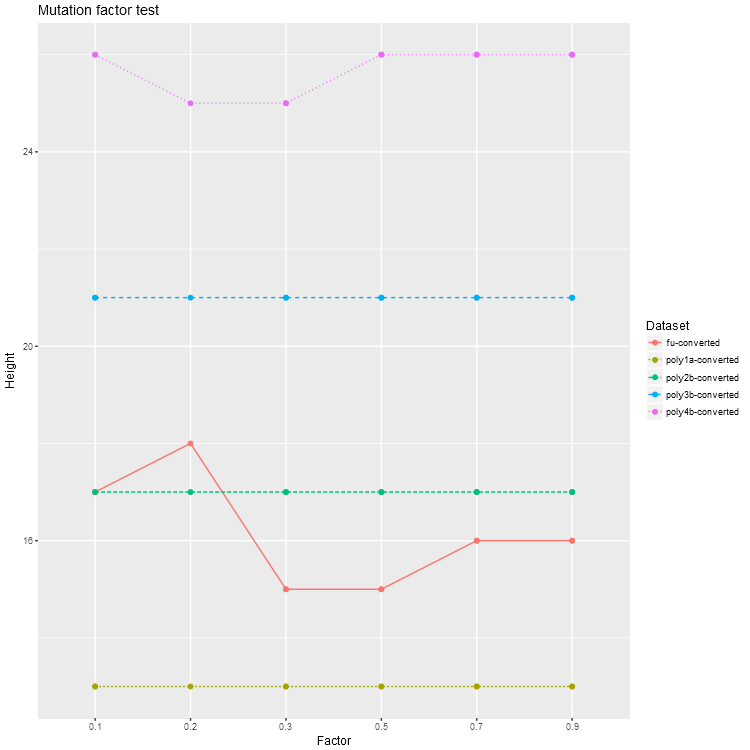 Mutation factor test
Height
24
20
16
0.1 0.2 0.3 0.5 0.7 0.9
Factor
Dataset
fu-converted
poly1a-converted
poly2b-converted
poly3b-converted
poly4b-converted